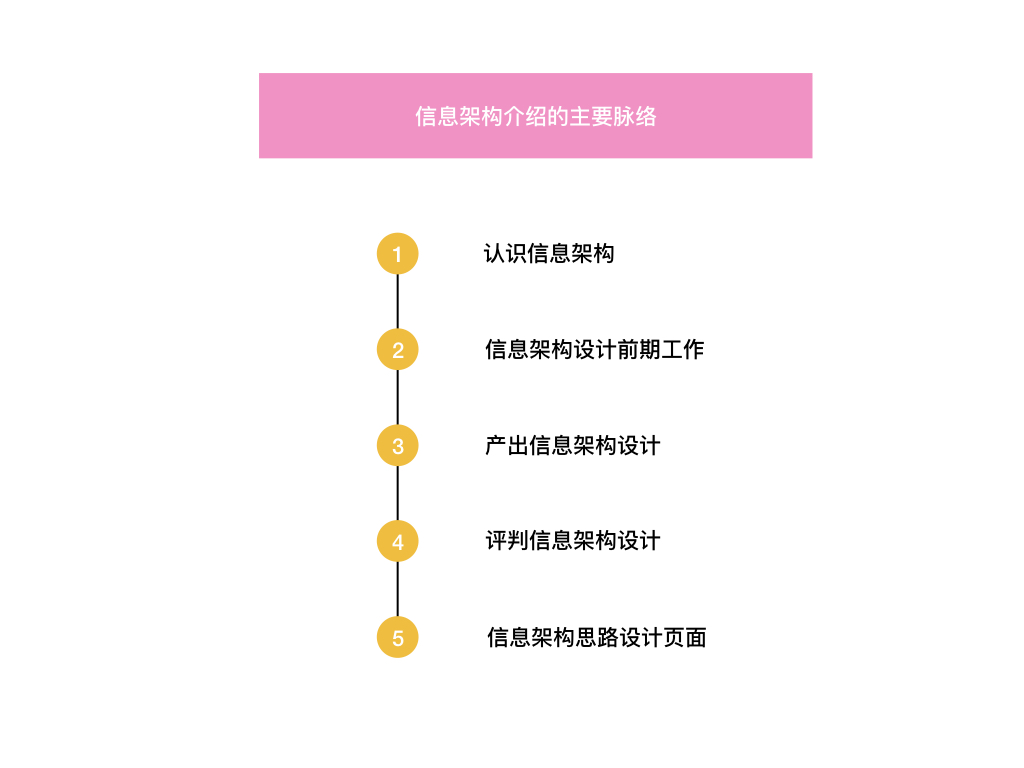 信息架构介绍的主要脉络
1 认识信息架构
2 信息架构设计前期工作
3 产出信息架构设计
4 评判信息架构设计
5 信息架构思路设计页面